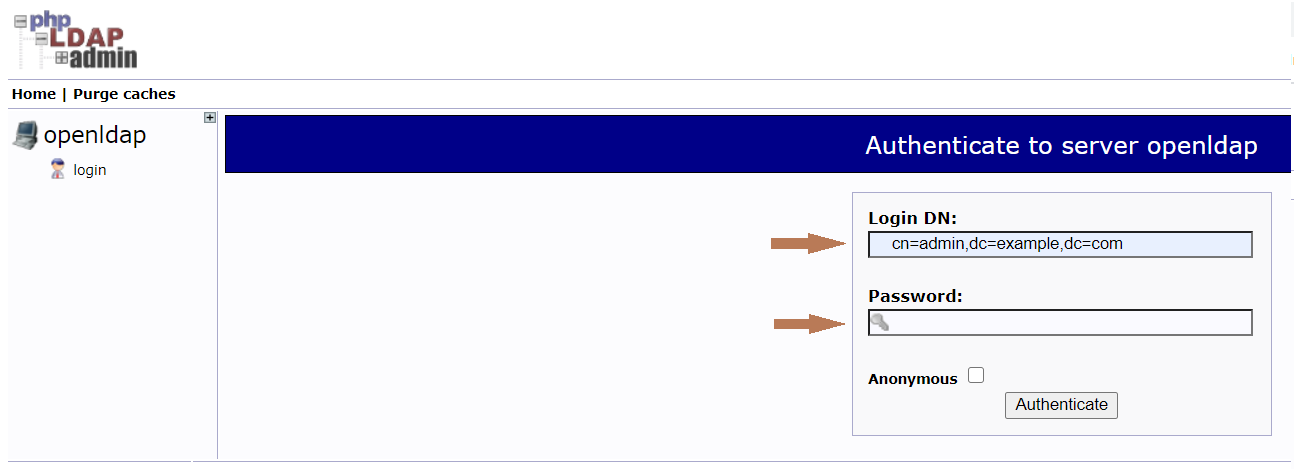 php
LDAP
admin
Home | Purge caches
openldap
login
Authenticate to server openldap
Login DN:
cn=admin,dc=example,dc=com
Password:
Anonymous
Authenticate